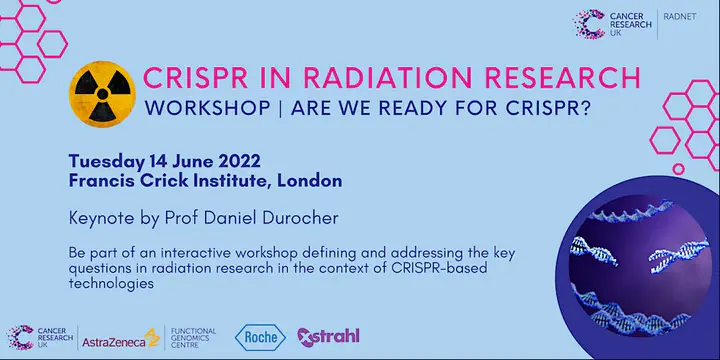 CANCER
RESEARCH
UK
RADNET
CRISPR IN RADIATION RESEARCH
WORKSHOP | ARE WE READY FOR CRISPR?
Tuesday 14 June 2022
Francis Crick Institute, London
Keynote by Prof Daniel Durocher
Be part of an interactive workshop defining and addressing the key
questions in radiation research in the context of CRISPR-based
technologies
CANCER
RESEARCH
UK
AstraZeneca
FUNCTIONAL
GENOMICS
CENTRE
Roche
xstrahl